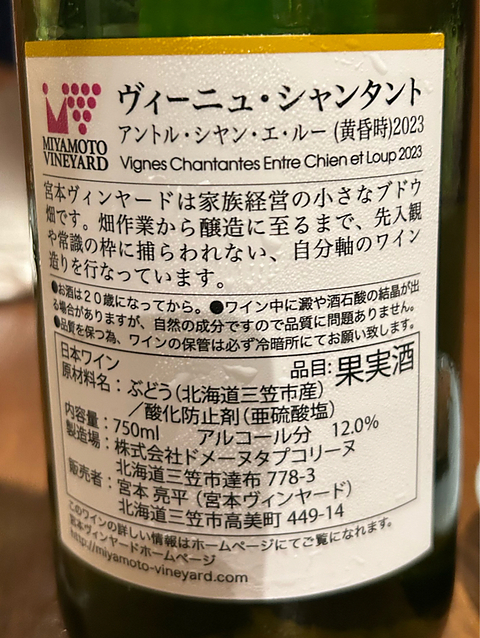 MIYAMOTO
VINEYARD
ヴィーニュ・シャンタント
アントル・シヤン・エ・ルー (黄昏時)2023
Vignes Chantantes Entre Chien et Loup 2023
宮本ヴィンヤードは家族経営の小さなブドウ
畑です。畑作業から醸造に至るまで、先入観
や常識の枠に捕らわれない、自分軸のワイン
造りを行なっています。
●お酒は20歳になってから。●ワイン中に澱や酒石酸の結晶が出
る場合がありますが、自然の成分ですので品質に問題ありません。
●品質を保つ為、ワインの保管は必ず冷暗所にてお願い致します。
日本ワイン 品目:果実酒
原材料名:ぶどう(北海道三笠市産)
/酸化防止剤(亜硫酸塩)
内容量:750ml アルコール分 12.0%
製造場:株式会社ドメーヌタプコリーヌ
北海道三笠市達布 778-3
販売者:宮本 亮平(宮本ヴィンヤード)
北海道三笠市高美町 449-14
このワインの詳しい情報はホームページにてご覧になれます。
宮本ヴィンヤードホームページ
http://miyamoto-vineyard.com